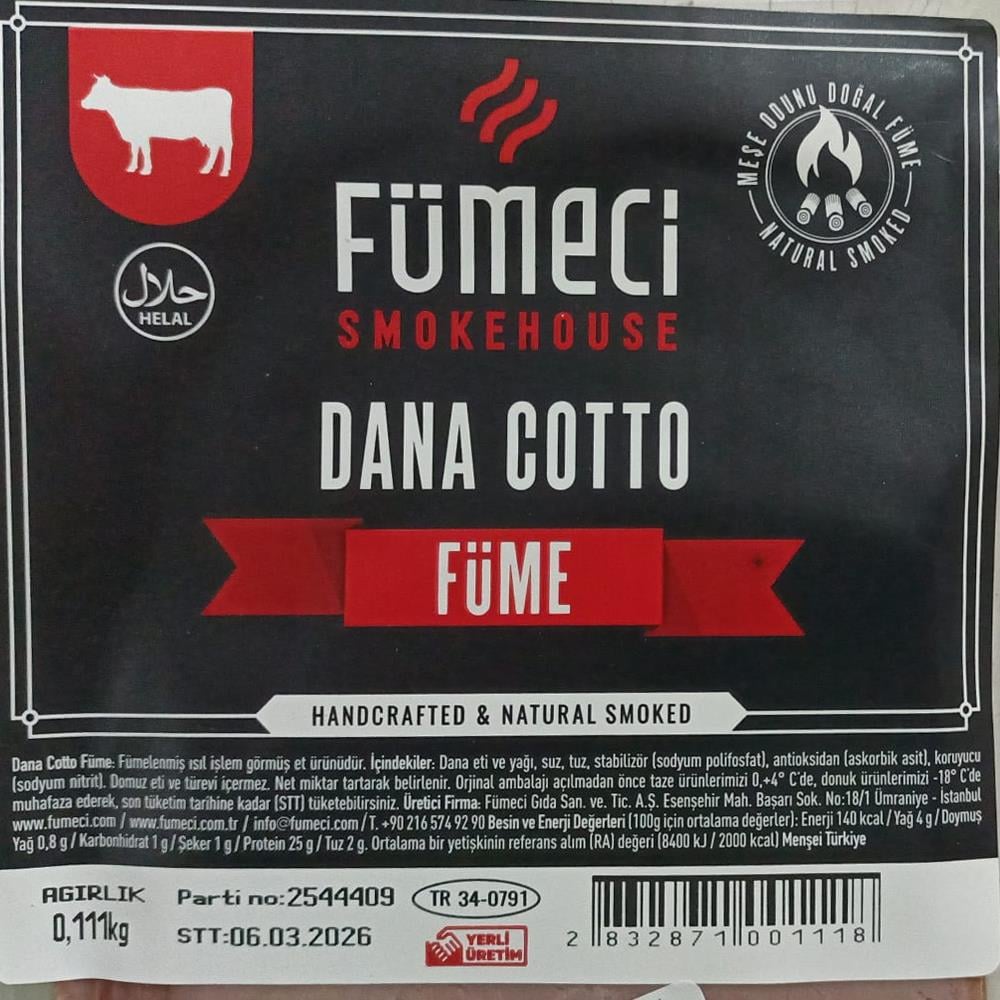 MEŞE ODUNU DOĞAL FÜME
NATURAL SMOKED
FÜMECİ
SMOKEHOUSE
حلال
HELAL
DANA COTTO
FÜME
HANDCRAFTED & NATURAL SMOKED
Dana Cotto Füme: Fümelenmiş ısıl işlem görmüş et ürünüdür. İçindekiler: Dana eti ve yağı, suz, tuz, stabilizör (sodyum polifosfat), antioksidan (askorbik asit), koruyucu
(sodyum nitrit). Domuz eti ve türevi içermez. Net miktar tartarak belirlenir. Orjinal ambalajı açılmadan önce taze ürünlerimizi 0,+4° C'de, donuk ürünlerimizi -18° C'de
muhafaza ederek, son tüketim tarihine kadar (STT) tüketebilirsiniz. Üretici Firma: Fümeci Gıda San. ve. Tic. A.Ş. Esenşehir Mah. Başarı Sok. No:18/1 Ümraniye - İstanbul
www.fumeci.com / www.fumeci.com.tr / info@fumeci.com / T. +90 216 574 92 90 Besin ve Enerji Değerleri (100g için ortalama değerler): Enerji 140 kcal / Yağ 4 g / Doymuş
Yağ 0,8 g / Karbonhidrat 1 g / Şeker 1 g / Protein 25 g / Tuz 2 g. Ortalama bir yetişkinin referans alım (RA) değeri (8400 kJ / 2000 kcal) Menşei Türkiye
AGIRLIK
0,111kg
Parti no:2544409
STT:06.03.2026
TR 34-0791
YERLİ
ÜRETİM
2 832871 001118